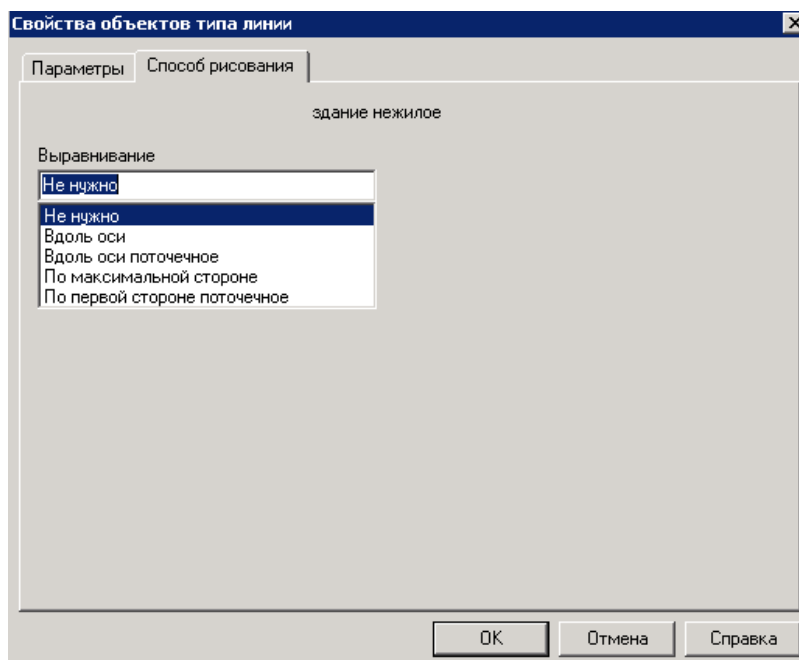 Свойства объектов типа линии
Параметры
Способ рисования
здание нежилое
Выравнивание
Не нужно
Не нужно
Вдоль оси
Вдоль оси поточечное
По максимальной стороне
По первой стороне поточечное
OK
Отмена
Справка